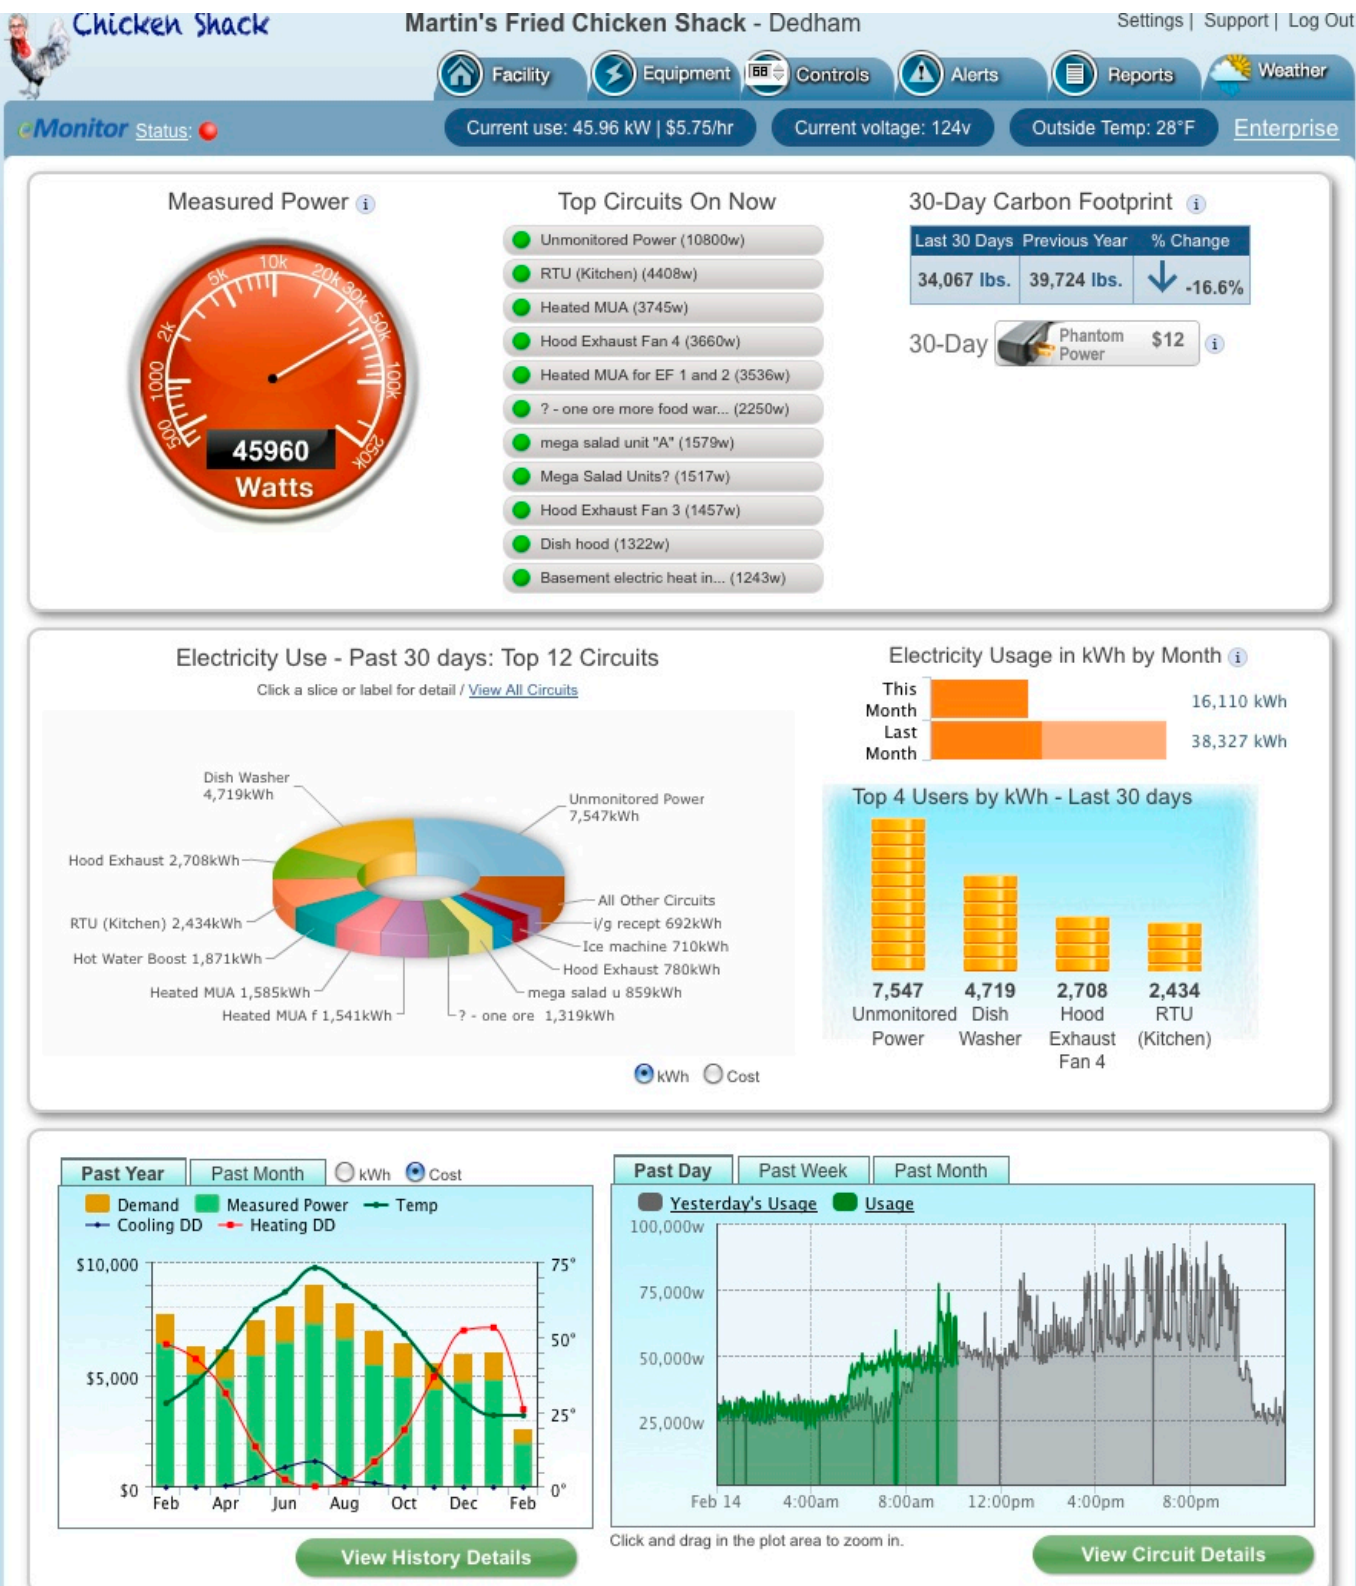 Chicken Shack
Martin's Fried Chicken Shack - Dedham
Settings | Support | Log Out
Facility
Equipment
68
Controls
Alerts
Reports
Weather
eMonitor Status:
Current use: 45.96 kW | $5.75/hr
Current voltage: 124v
Outside Temp: 28°F
Enterprise
Measured Power i
500
1000
2k
5k
10k
20k
30k
50k
100k
250k
45960
Watts
Top Circuits On Now
Unmonitored Power (10800w)
RTU (Kitchen) (4408w)
Heated MUA (3745w)
Hood Exhaust Fan 4 (3660w)
Heated MUA for EF 1 and 2 (3536w)
? - one ore more food war... (2250w)
mega salad unit "A" (1579w)
Mega Salad Units? (1517w)
Hood Exhaust Fan 3 (1457w)
Dish hood (1322w)
Basement electric heat in... (1243w)
30-Day Carbon Footprint i
Last 30 Days Previous Year % Change
34,067 lbs. 39,724 lbs. -16.6%
30-Day Phantom Power $12 i
Electricity Use - Past 30 days: Top 12 Circuits
Click a slice or label for detail / View All Circuits
Dish Washer
4,719kWh
Unmonitored Power
7,547kWh
Hood Exhaust 2,708kWh
RTU (Kitchen) 2,434kWh
Hot Water Boost 1,871kWh
Heated MUA 1,585kWh
Heated MUA f 1,541kWh
All Other Circuits
i/g recept 692kWh
Ice machine 710kWh
Hood Exhaust 780kWh
mega salad u 859kWh
? - one ore 1,319kWh
kWh Cost
Electricity Usage in kWh by Month i
This
Month
16,110 kWh
Last
Month
38,327 kWh
Top 4 Users by kWh - Last 30 days
7,547
Unmonitored
Power
4,719
Dish
Washer
2,708
Hood
Exhaust
Fan 4
2,434
RTU
(Kitchen)
Past Year
Past Month
kWh Cost
Demand Measured Power Temp
Cooling DD Heating DD
$10,000
$5,000
$0
75°
50°
25°
0°
Feb Apr Jun Aug Oct Dec Feb
View History Details
Past Day
Past Week
Past Month
Yesterday's Usage Usage
100,000w
75,000w
50,000w
25,000w
Feb 14 4:00am 8:00am 12:00pm 4:00pm 8:00pm
Click and drag in the plot area to zoom in.
View Circuit Details